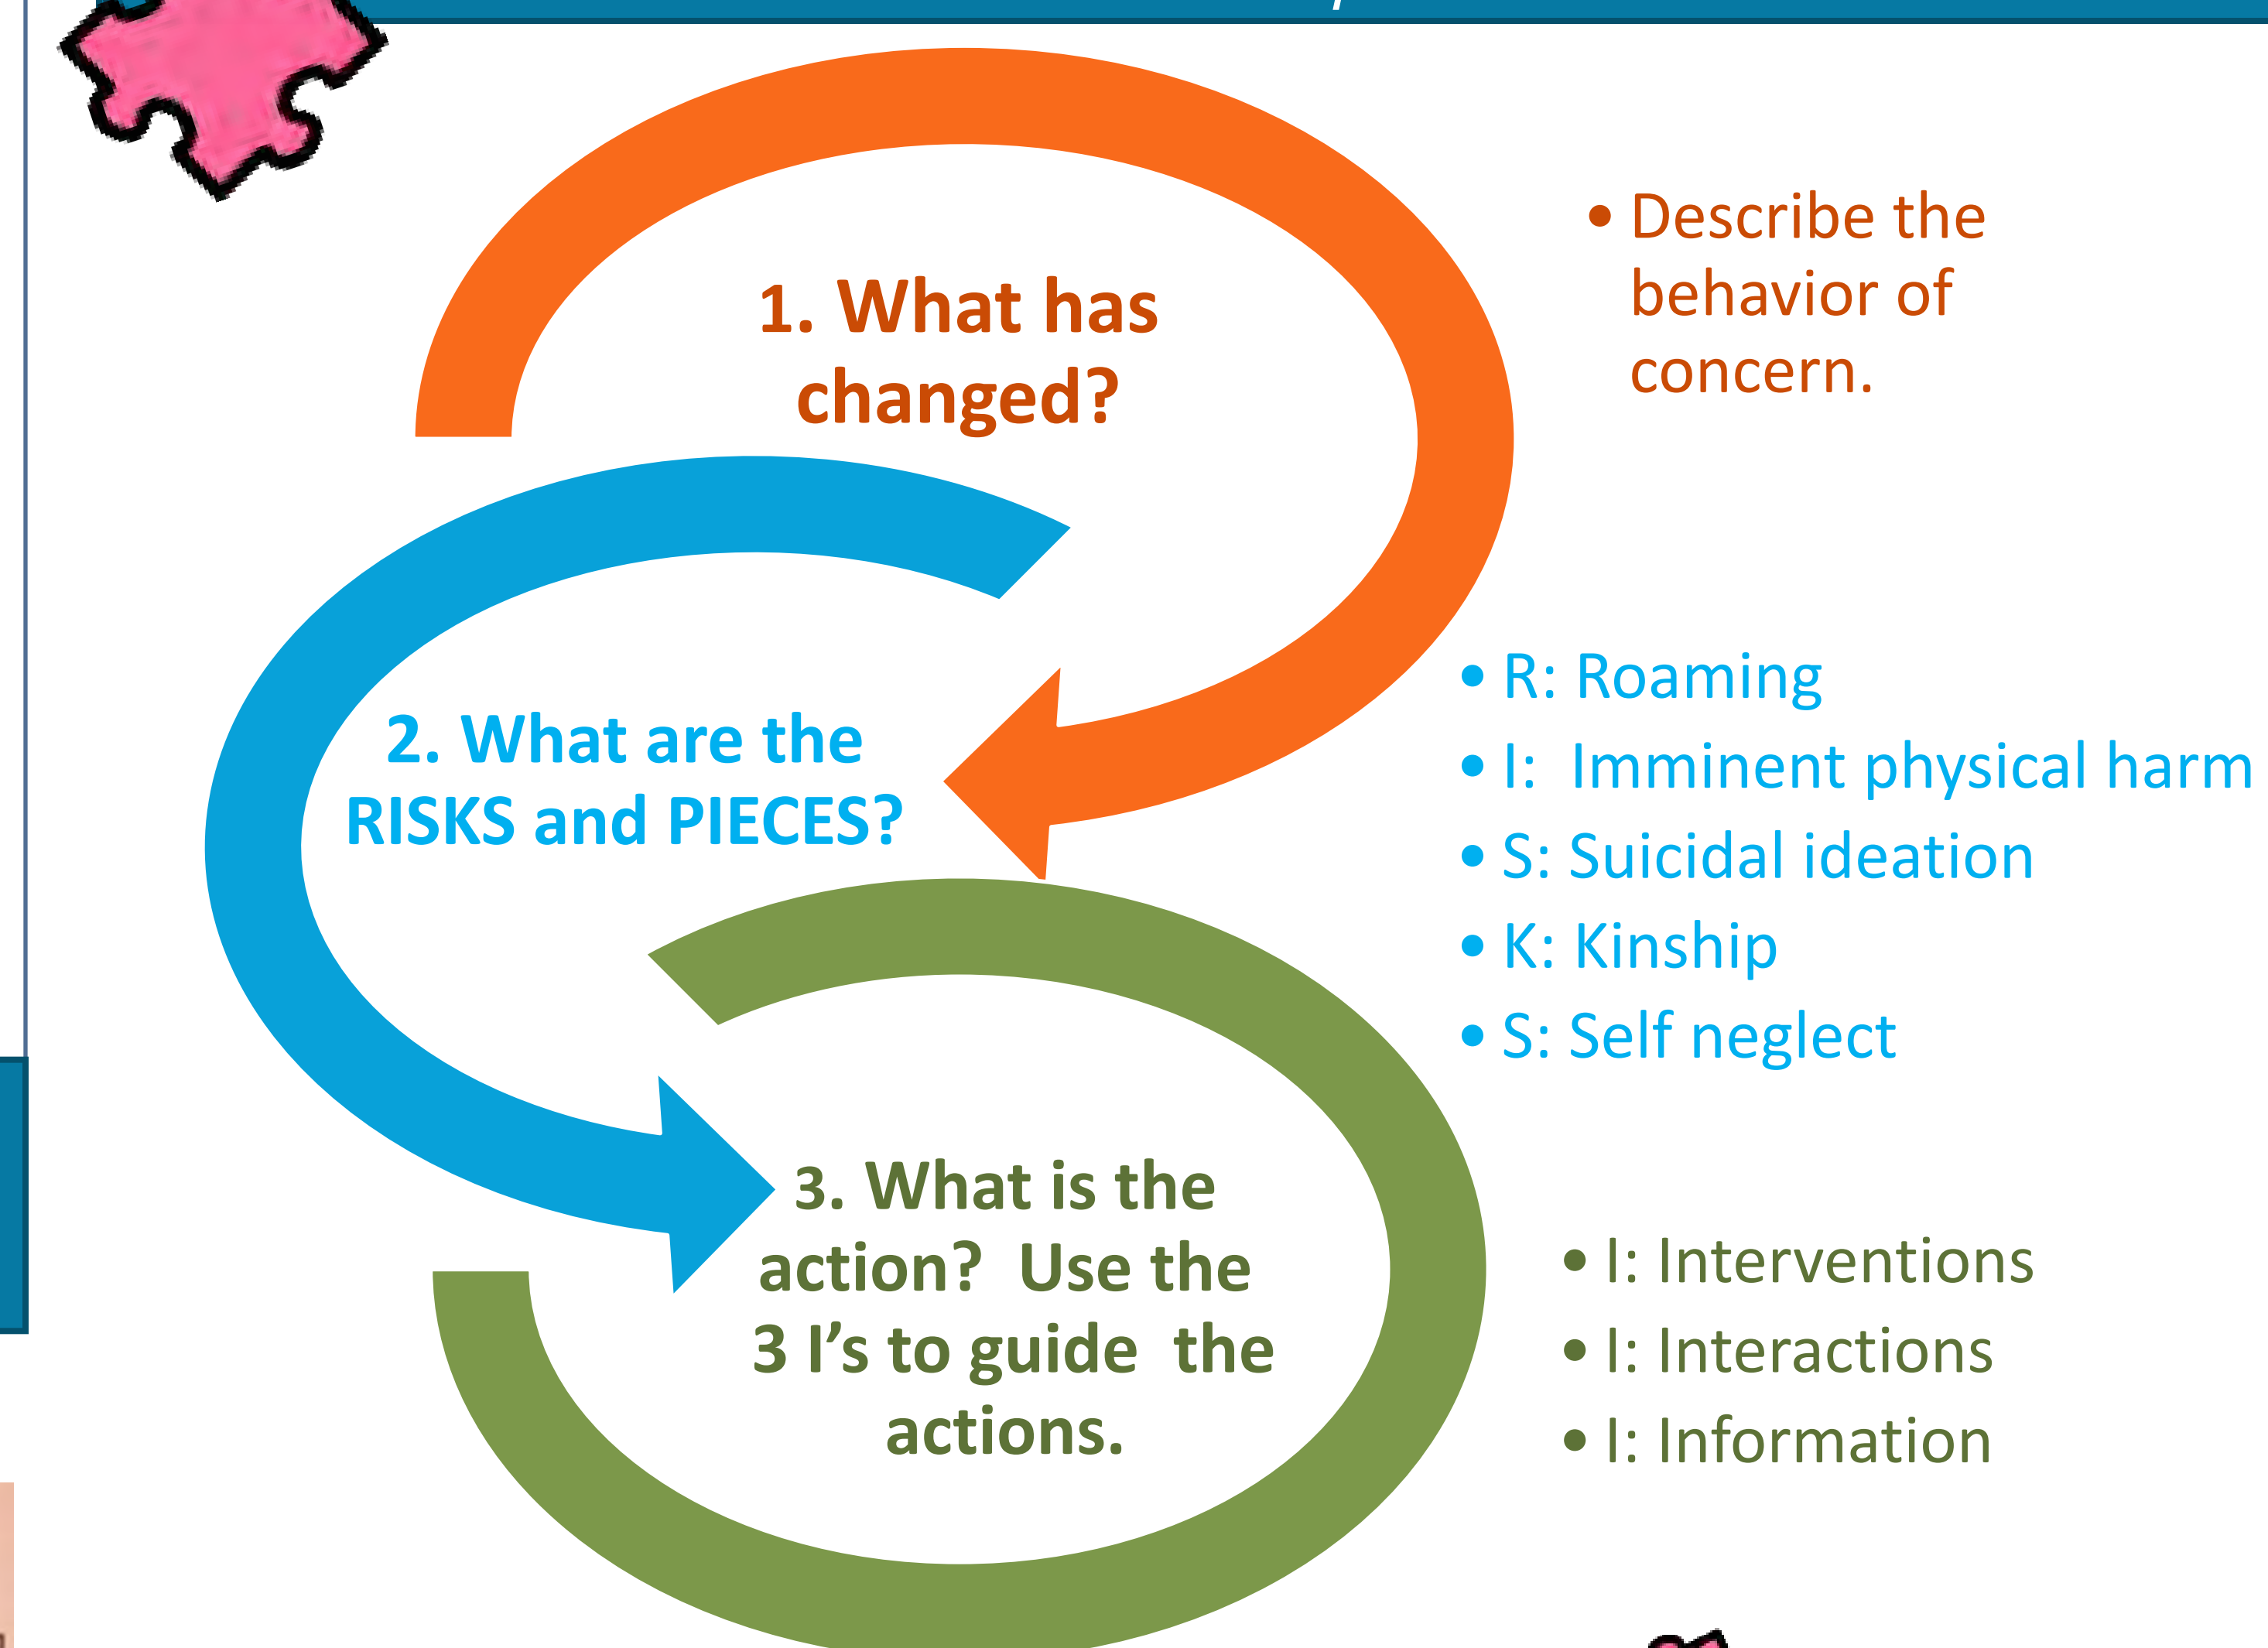 1. What has
changed?
• Describe the
behavior of
concern.
2. What are the
RISKS and PIECES?
• R: Roaming
• I: Imminent physical harm
• S: Suicidal ideation
• K: Kinship
• S: Self neglect
3. What is the
action? Use the
3 I’s to guide the
actions.
• I: Interventions
• I: Interactions
• I: Information